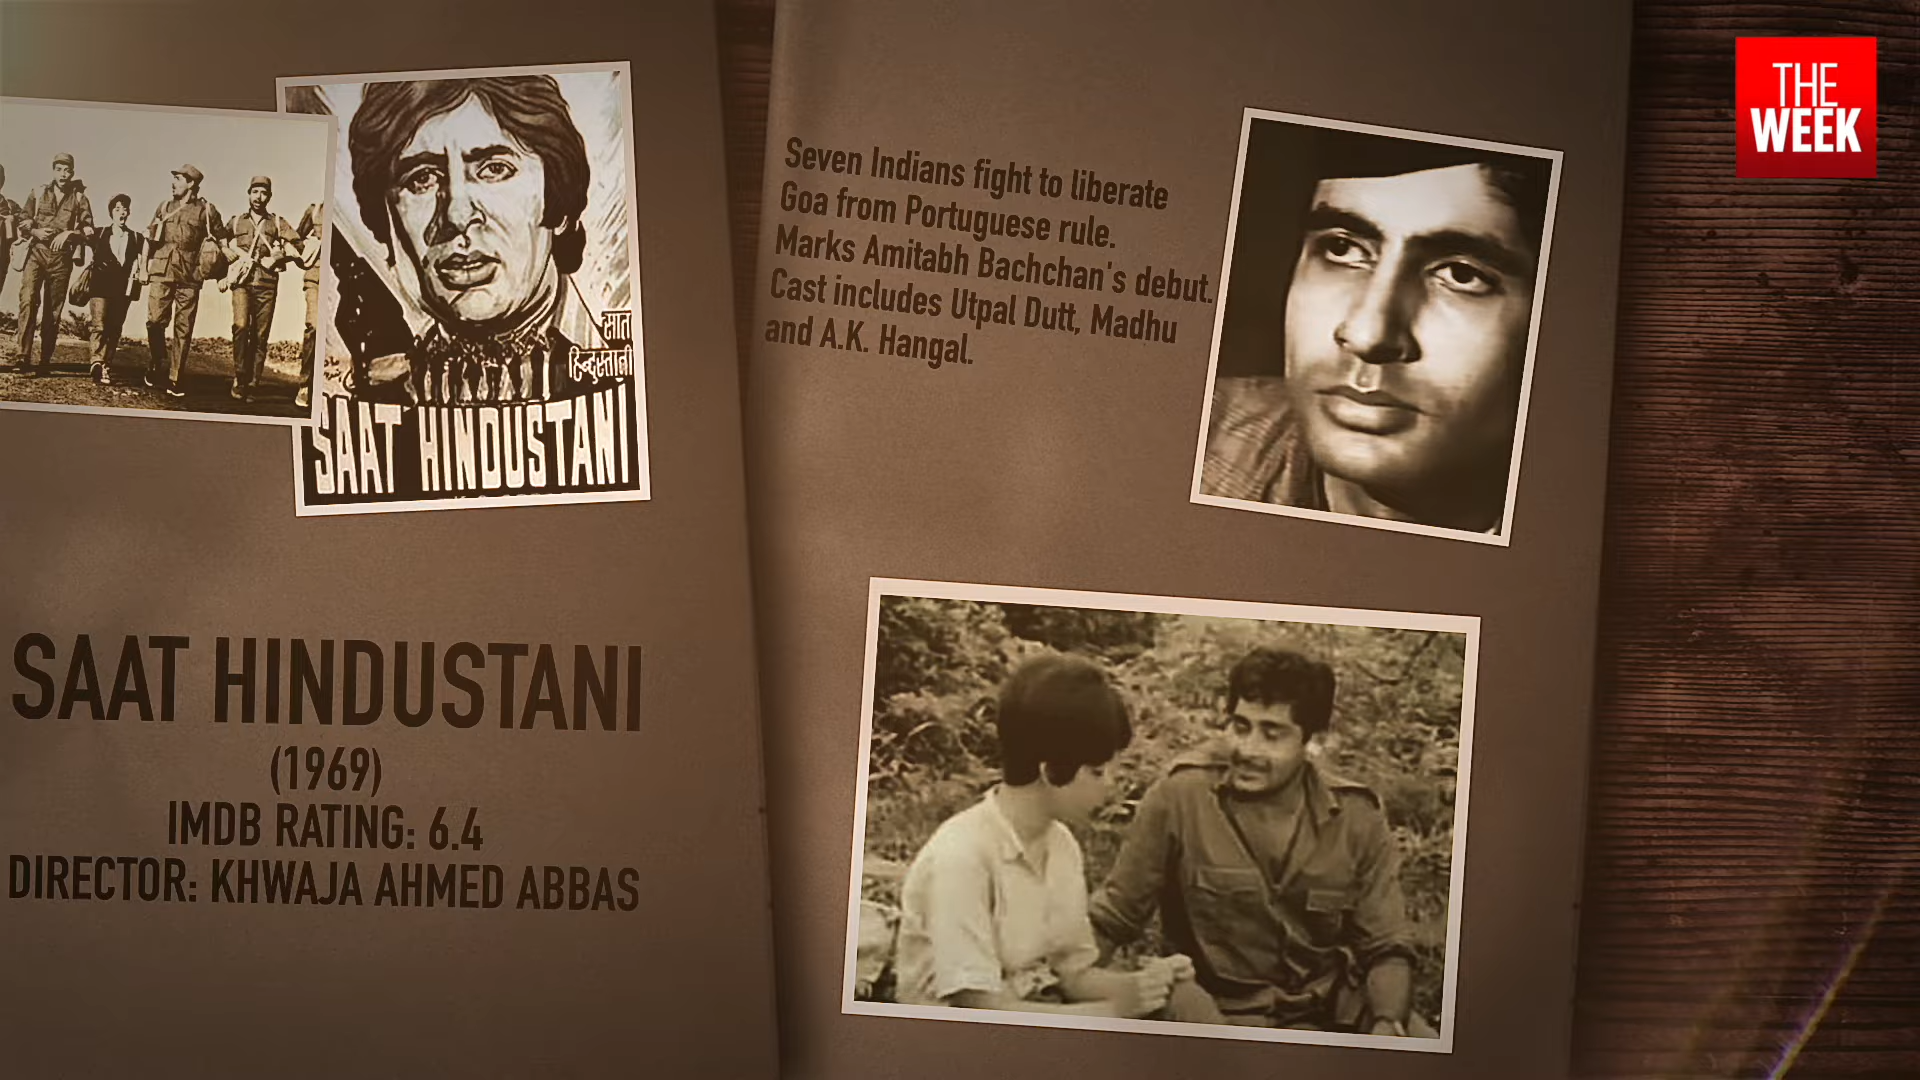 सात
हिन्दुस्तानी
SAAT HINDUSTANI
SAAT HINDUSTANI
(1969)
IMDB RATING: 6.4
DIRECTOR: KHWAJA AHMED ABBAS
Seven Indians fight to liberate
Goa from Portuguese rule.
Marks Amitabh Bachchan's debut.
Cast includes Utpal Dutt, Madhu
and A.K. Hangal.
THE
WEEK